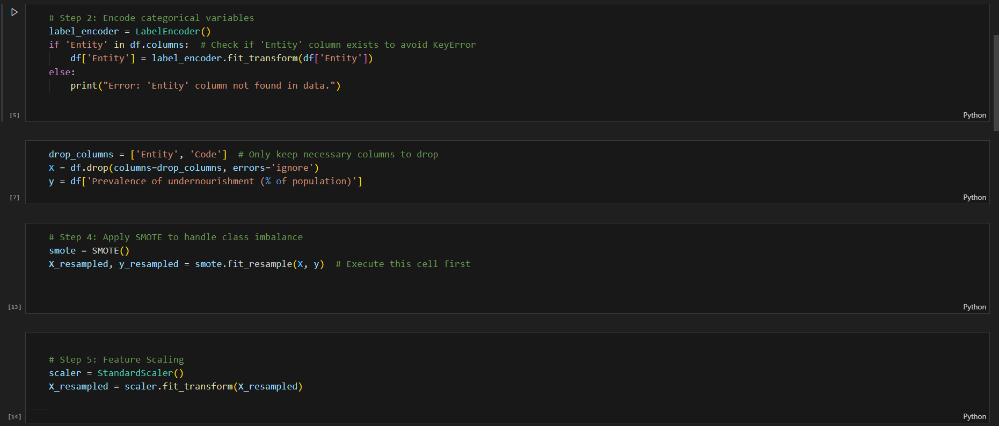 # Step 2: Encode categorical variables
label_encoder = LabelEncoder()
if 'Entity' in df.columns:  # Check if 'Entity' column exists to avoid KeyError
    df['Entity'] = label_encoder.fit_transform(df['Entity'])
else:
    print("Error: 'Entity' column not found in data.")
[5]
Python
drop_columns = ['Entity', 'Code']  # Only keep necessary columns to drop
X = df.drop(columns=drop_columns, errors='ignore')
y = df['Prevalence of undernourishment (% of population)']
[7]
Python
# Step 4: Apply SMOTE to handle class imbalance
smote = SMOTE()
X_resampled, y_resampled = smote.fit_resample(X, y)  # Execute this cell first
[13]
Python
# Step 5: Feature Scaling
scaler = StandardScaler()
X_resampled = scaler.fit_transform(X_resampled)
[14]
Python